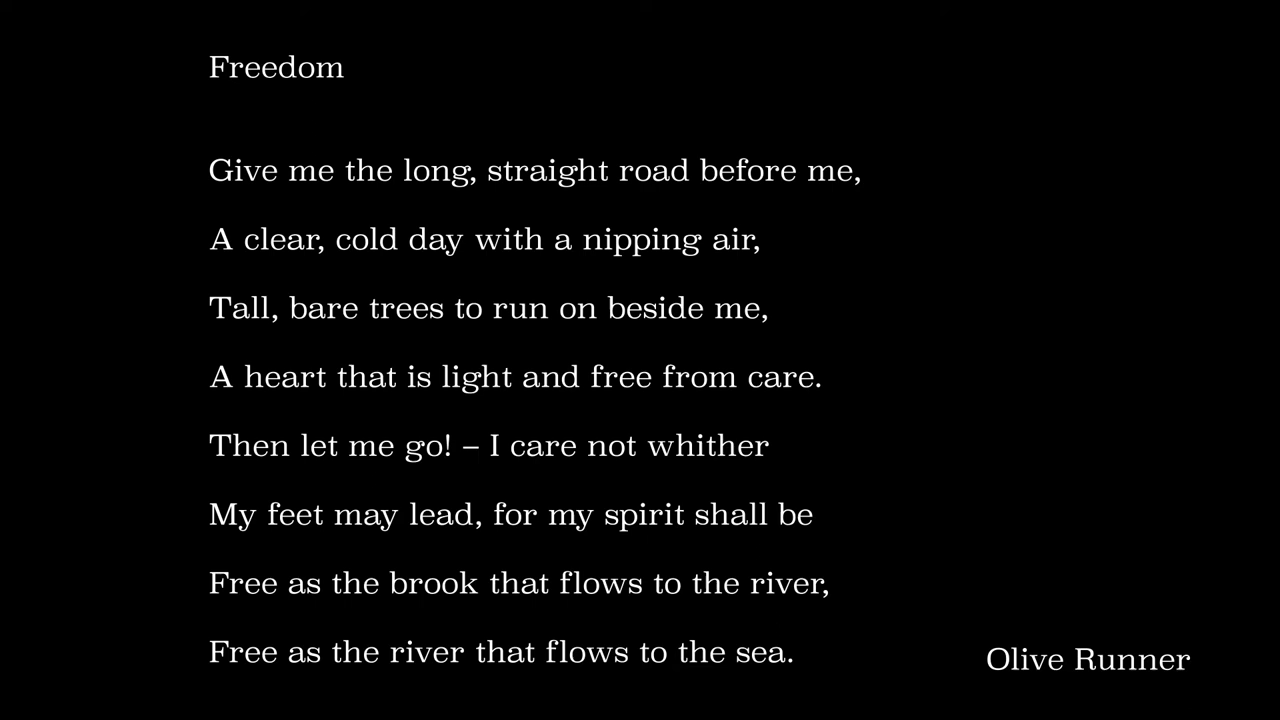 Freedom
Give me the long, straight road before me,
A clear, cold day with a nipping air,
Tall, bare trees to run on beside me,
A heart that is light and free from care.
Then let me go! – I care not whither
My feet may lead, for my spirit shall be
Free as the brook that flows to the river,
Free as the river that flows to the sea.
Olive Runner